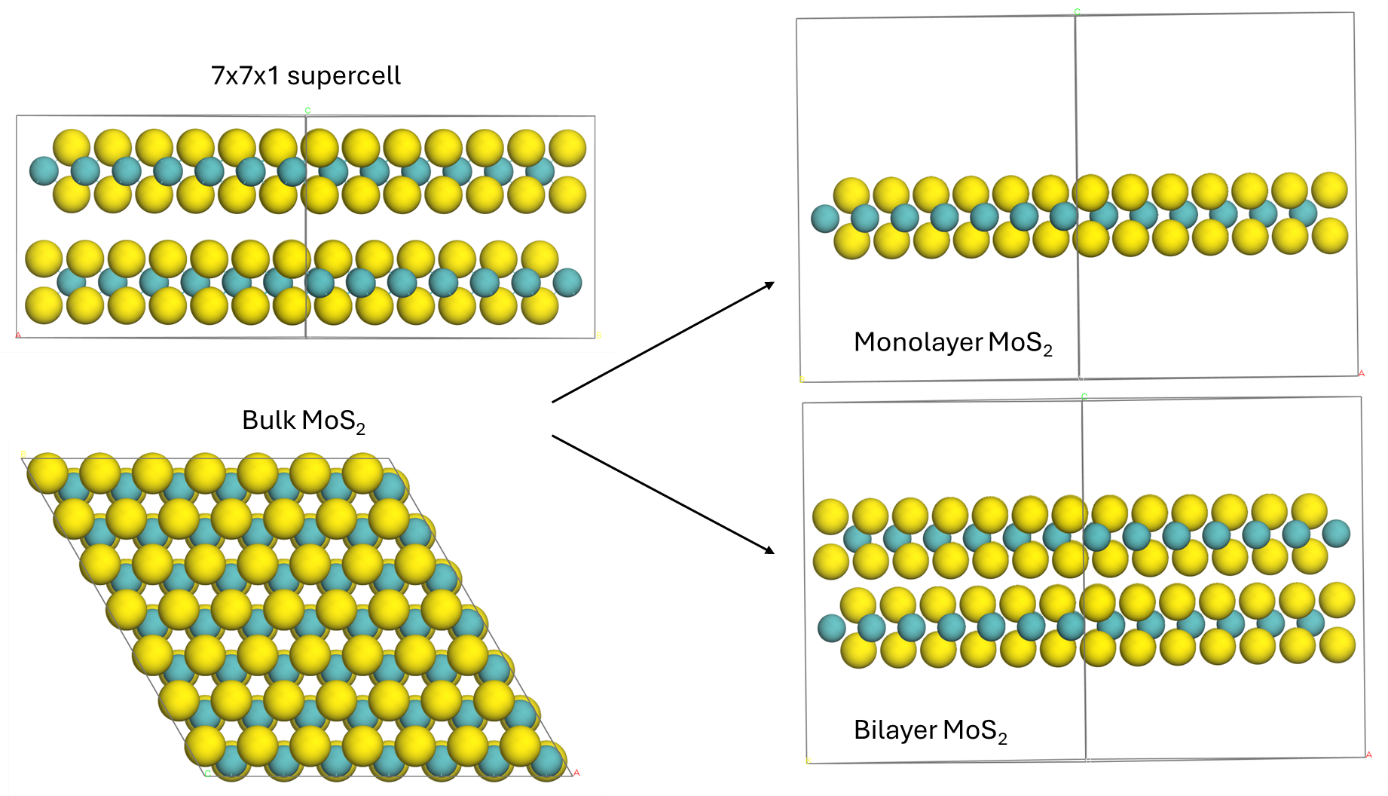 7x7x1 supercell
C
A
B
Bulk MoS₂
B
C
A
C
Monolayer MoS₂
B
A
C
Bilayer MoS₂
B
A